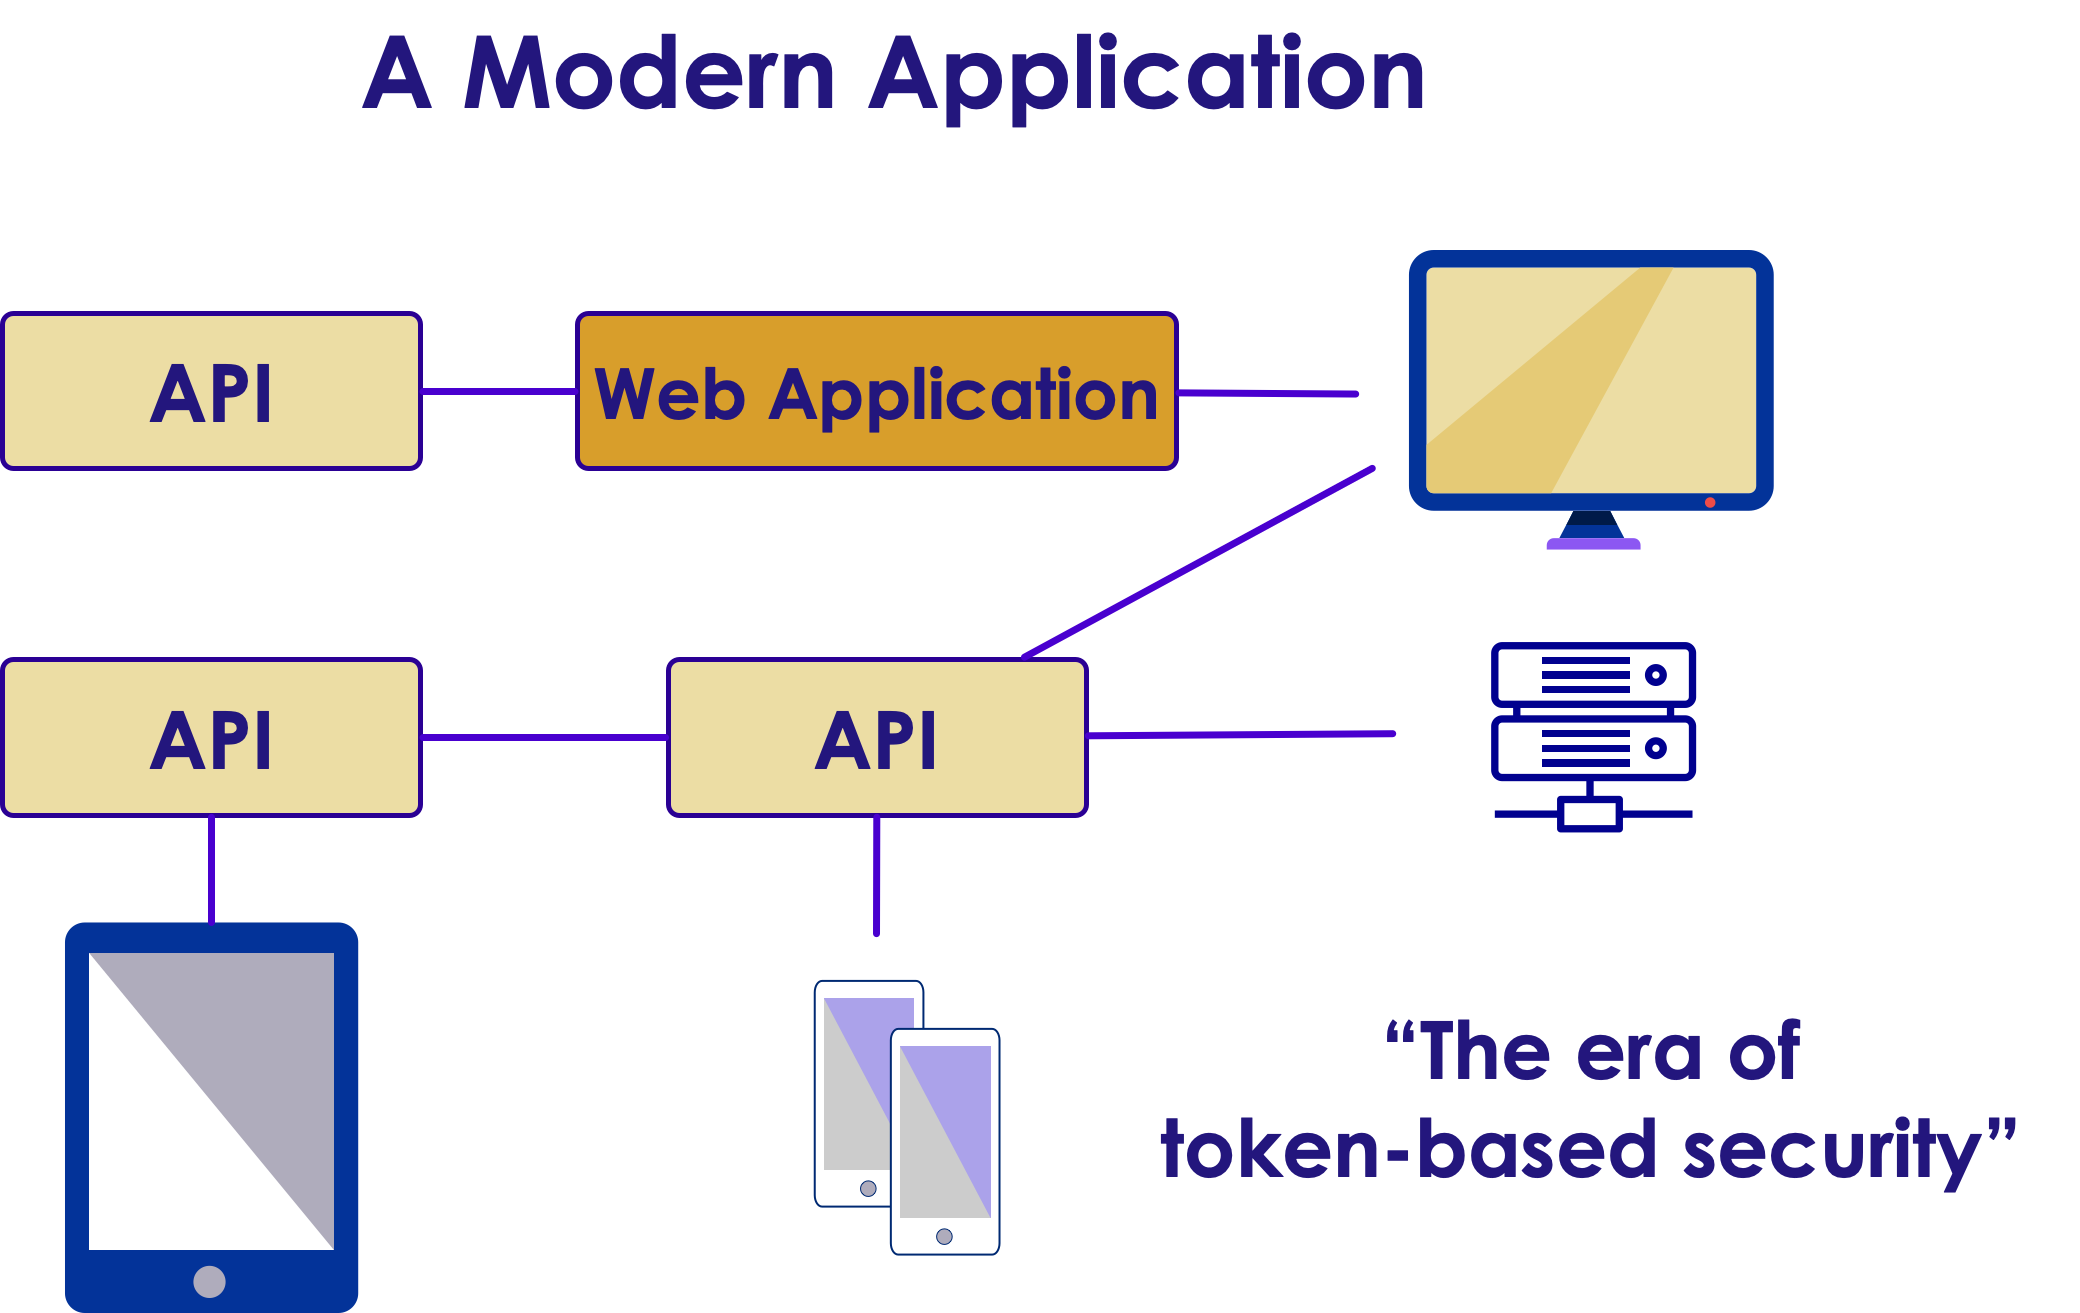 A Modern Application
API
Web Application
API
API
“The era of
token-based security”